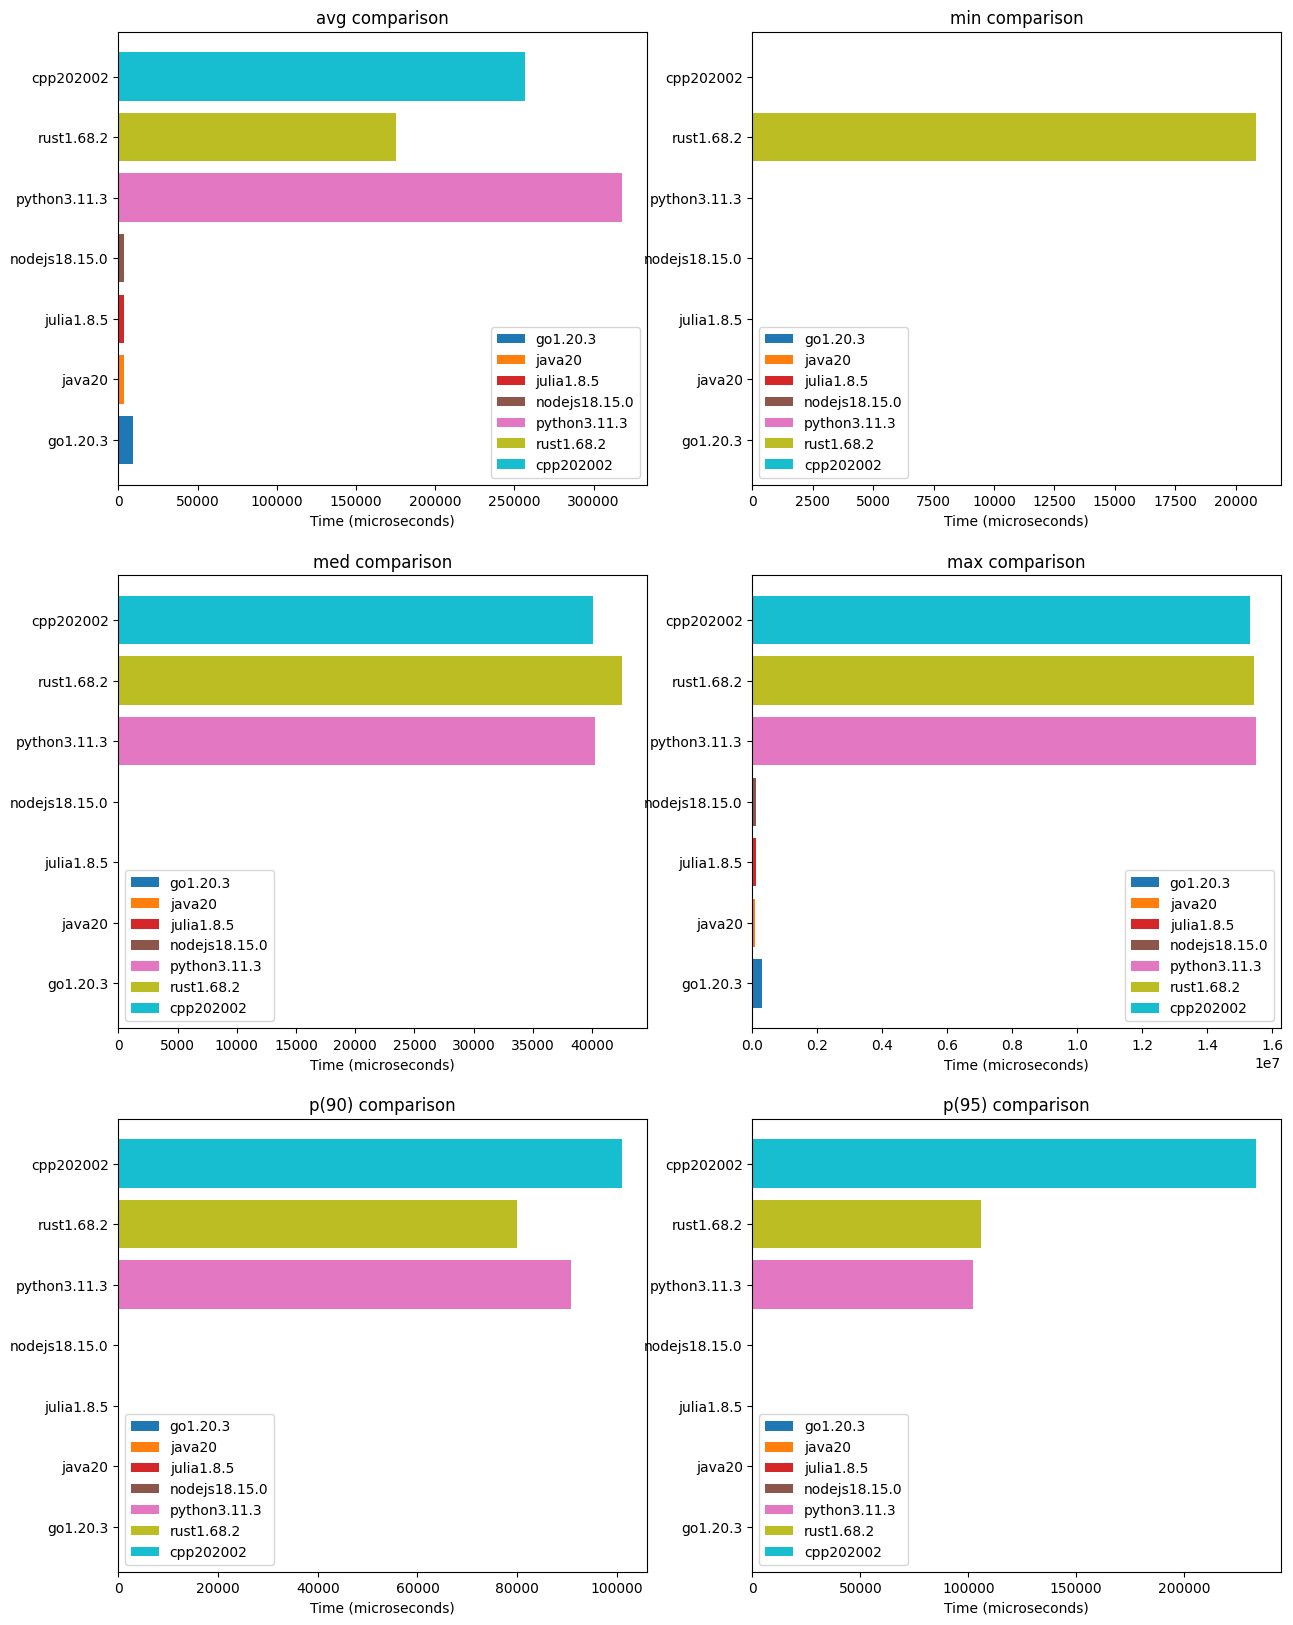 avg comparison
cpp202002
rust1.68.2
python3.11.3
nodejs18.15.0
julia1.8.5
java20
go1.20.3
go1.20.3
java20
julia1.8.5
nodejs18.15.0
python3.11.3
rust1.68.2
cpp202002
0 50000 100000 150000 200000 250000 300000
Time (microseconds)
min comparison
cpp202002
rust1.68.2
python3.11.3
nodejs18.15.0
julia1.8.5
java20
go1.20.3
go1.20.3
java20
julia1.8.5
nodejs18.15.0
python3.11.3
rust1.68.2
cpp202002
0 2500 5000 7500 10000 12500 15000 17500 20000
Time (microseconds)
med comparison
cpp202002
rust1.68.2
python3.11.3
nodejs18.15.0
julia1.8.5
java20
go1.20.3
go1.20.3
java20
julia1.8.5
nodejs18.15.0
python3.11.3
rust1.68.2
cpp202002
0 5000 10000 15000 20000 25000 30000 35000 40000
Time (microseconds)
max comparison
cpp202002
rust1.68.2
python3.11.3
nodejs18.15.0
julia1.8.5
java20
go1.20.3
go1.20.3
java20
julia1.8.5
nodejs18.15.0
python3.11.3
rust1.68.2
cpp202002
0.0 0.2 0.4 0.6 0.8 1.0 1.2 1.4 1.6
1e7
Time (microseconds)
p(90) comparison
cpp202002
rust1.68.2
python3.11.3
nodejs18.15.0
julia1.8.5
java20
go1.20.3
go1.20.3
java20
julia1.8.5
nodejs18.15.0
python3.11.3
rust1.68.2
cpp202002
0 20000 40000 60000 80000 100000
Time (microseconds)
p(95) comparison
cpp202002
rust1.68.2
python3.11.3
nodejs18.15.0
julia1.8.5
java20
go1.20.3
go1.20.3
java20
julia1.8.5
nodejs18.15.0
python3.11.3
rust1.68.2
cpp202002
0 50000 100000 150000 200000
Time (microseconds)